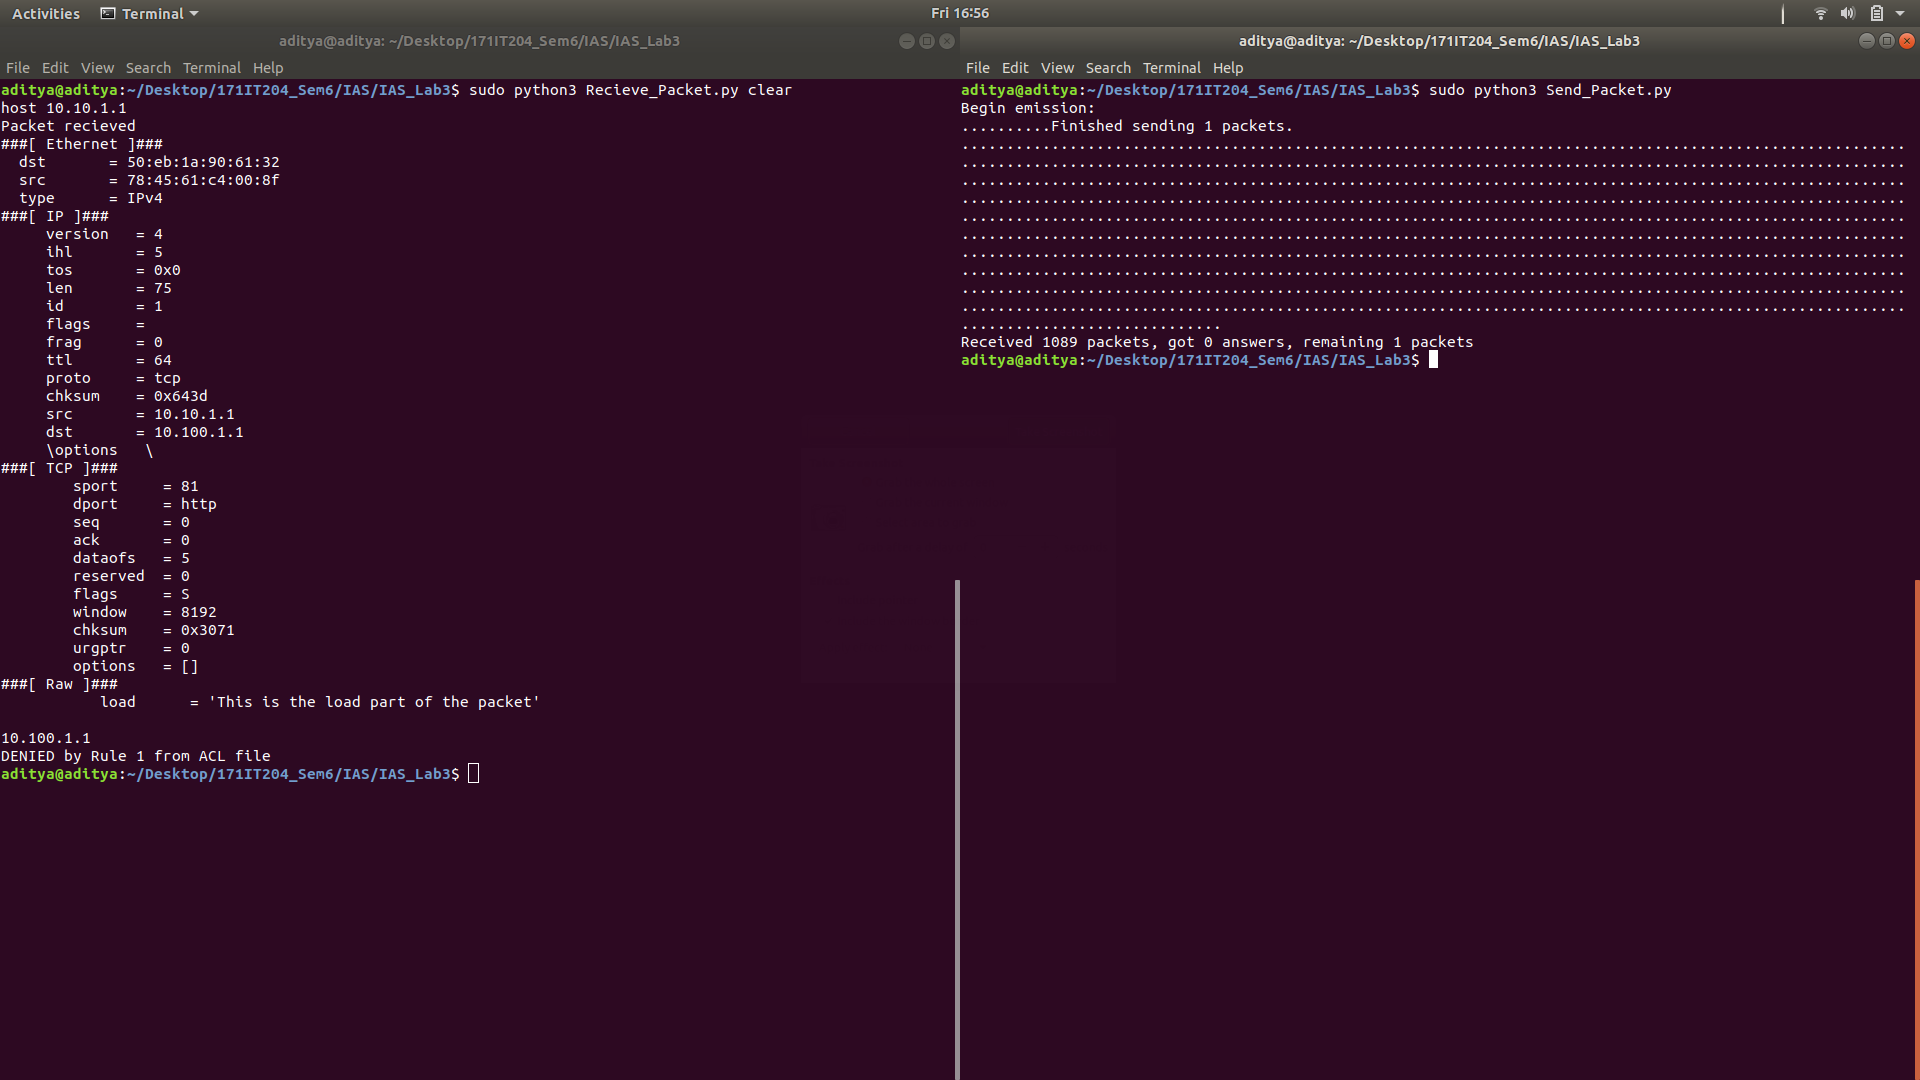 Activities Terminal Fri 16:56
aditya@aditya: ~/Desktop/171IT204_Sem6/IAS/IAS_Lab3
File Edit View Search Terminal Help
aditya@aditya:~/Desktop/171IT204_Sem6/IAS/IAS_Lab3$ sudo python3 Recieve_Packet.py clear
host 10.10.1.1
Packet recieved
###[ Ethernet ]###
  dst       = 50:eb:1a:90:61:32
  src       = 78:45:61:c4:00:8f
  type      = IPv4
###[ IP ]###
     version   = 4
     ihl       = 5
     tos       = 0x0
     len       = 75
     id        = 1
     flags     =
     frag      = 0
     ttl       = 64
     proto     = tcp
     chksum    = 0x643d
     src       = 10.10.1.1
     dst       = 10.100.1.1
     \options   \
###[ TCP ]###
        sport     = 81
        dport     = http
        seq       = 0
        ack       = 0
        dataofs   = 5
        reserved  = 0
        flags     = S
        window    = 8192
        chksum    = 0x3071
        urgptr    = 0
        options   = []
###[ Raw ]###
           load      = 'This is the load part of the packet'
10.100.1.1
DENIED by Rule 1 from ACL file
aditya@aditya:~/Desktop/171IT204_Sem6/IAS/IAS_Lab3$
aditya@aditya: ~/Desktop/171IT204_Sem6/IAS/IAS_Lab3
File Edit View Search Terminal Help
aditya@aditya:~/Desktop/171IT204_Sem6/IAS/IAS_Lab3$ sudo python3 Send_Packet.py
Begin emission:
..........Finished sending 1 packets.
.........................................................................................................
.........................................................................................................
.........................................................................................................
.........................................................................................................
.........................................................................................................
.........................................................................................................
.........................................................................................................
.........................................................................................................
.........................................................................................................
.........................................................................................................
.............................
Received 1089 packets, got 0 answers, remaining 1 packets
aditya@aditya:~/Desktop/171IT204_Sem6/IAS/IAS_Lab3$